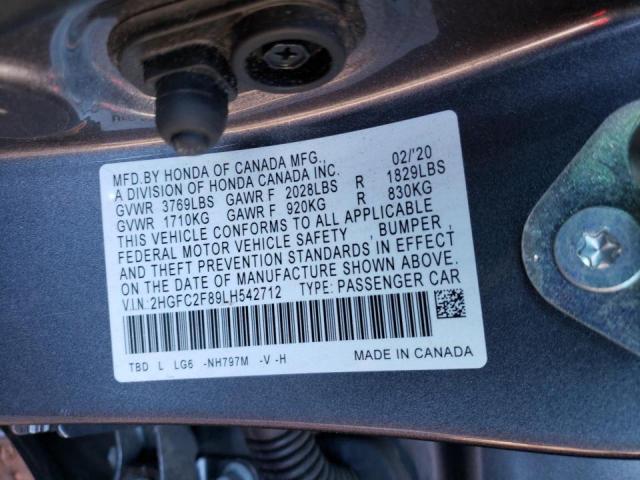 MFD.BY HONDA OF CANADA MFG., 02/'20
A DIVISION OF HONDA CANADA INC.
GVWR 3769LBS GAWR F 2028LBS R 1829LBS
GVWR 1710KG GAWR F 920KG R 830KG
THIS VEHICLE CONFORMS TO ALL APPLICABLE
FEDERAL MOTOR VEHICLE SAFETY , BUMPER ,
AND THEFT PREVENTION STANDARDS IN EFFECT
ON THE DATE OF MANUFACTURE SHOWN ABOVE.
V.I.N:2HGFC2F89LH542712 TYPE: PASSENGER CAR
TBD L LG6 -NH797M -V -H MADE IN CANADA